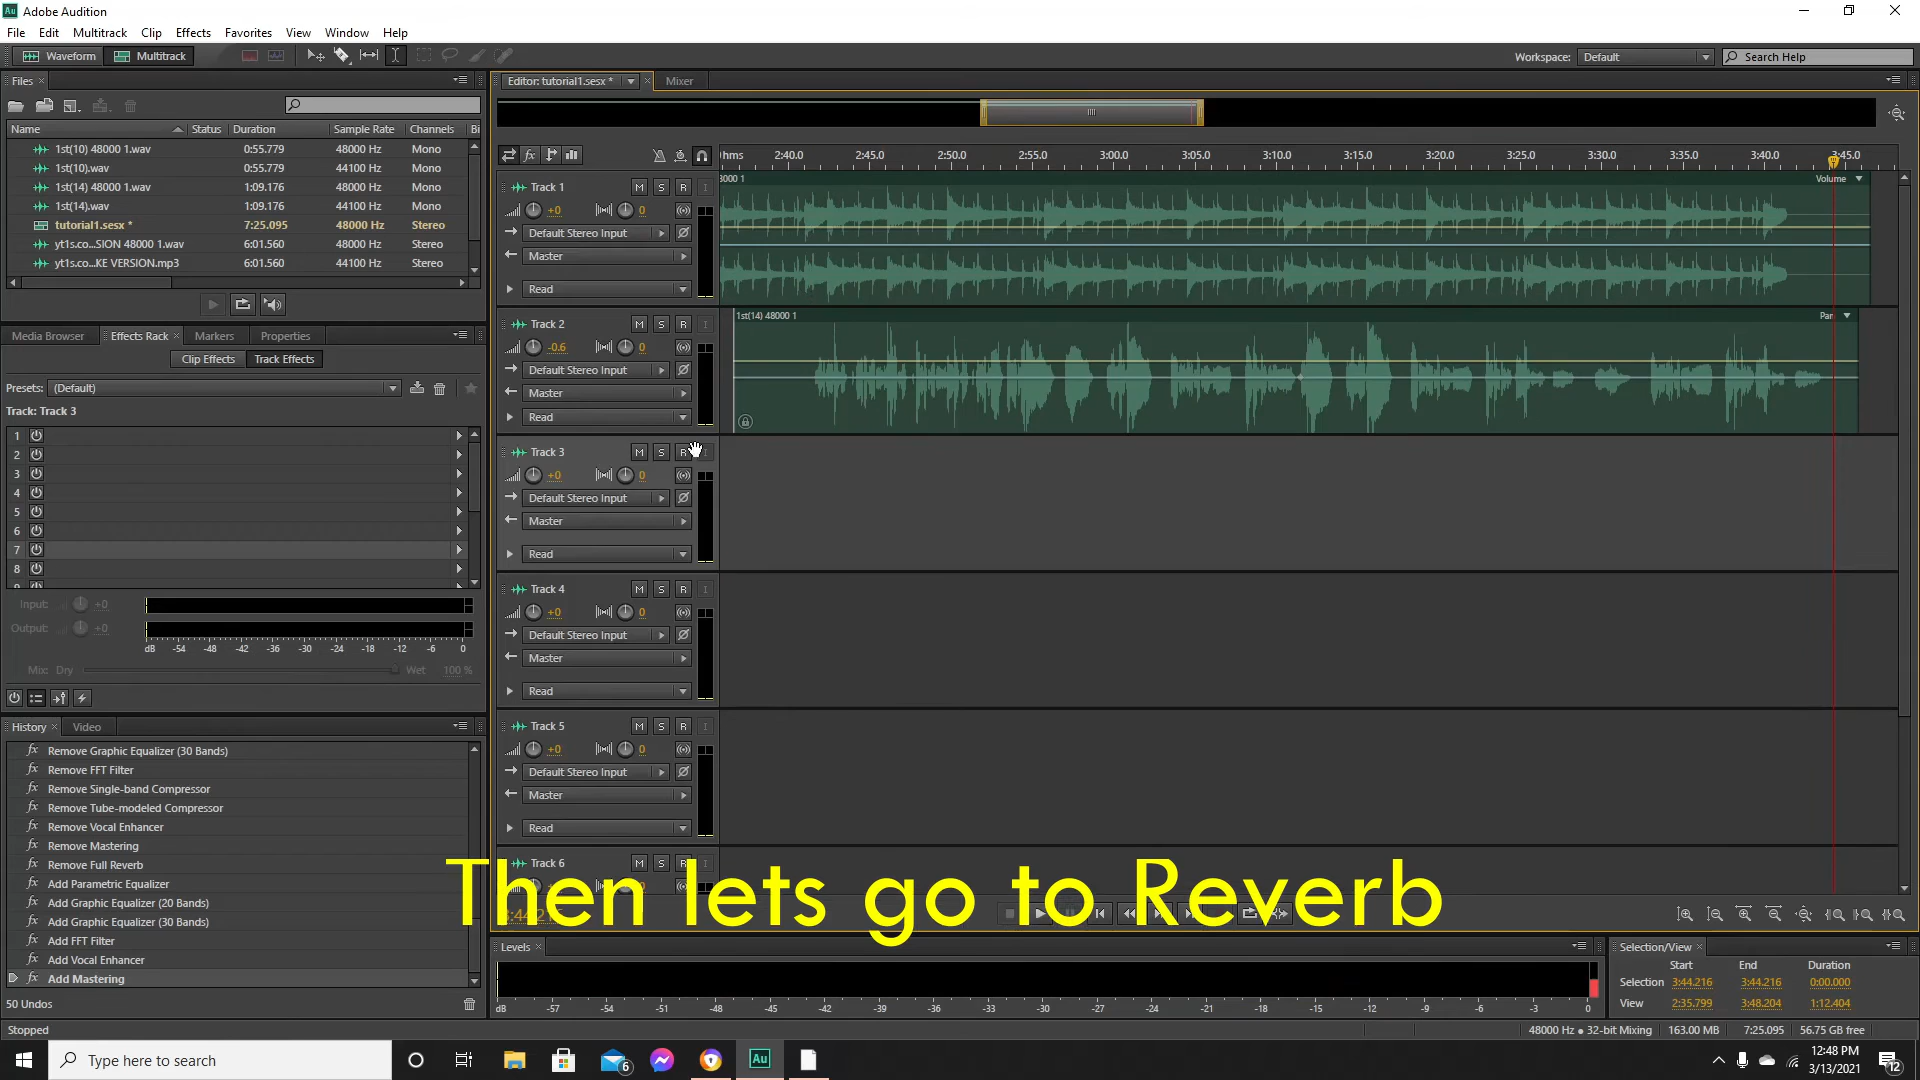 Au Adobe Audition
File Edit Multitrack Clip Effects Favorites View Window Help
Waveform Multitrack Workspace: Default Search Help
Files
Name Status Duration Sample Rate Channels Bi
1st(10) 48000 1.wav 0:55.779 48000 Hz Mono
1st(10).wav 0:55.779 44100 Hz Mono
1st(14) 48000 1.wav 1:09.176 48000 Hz Mono
1st(14).wav 1:09.176 44100 Hz Mono
tutorial1.sesx * 7:25.095 48000 Hz Stereo
yt1s.co...SION 48000 1.wav 6:01.560 48000 Hz Stereo
yt1s.co...KE VERSION.mp3 6:01.560 44100 Hz Stereo
Media Browser Effects Rack Markers Properties
Clip Effects Track Effects
Presets: (Default)
Track: Track 3
1
2
3
4
5
6
7
8
Input: +0
Output: +0
dB -54 -48 -42 -36 -30 -24 -18 -12 -6 0
Mix: Dry Wet 100 %
History Video
fx Remove Graphic Equalizer (30 Bands)
fx Remove FFT Filter
fx Remove Single-band Compressor
fx Remove Tube-modeled Compressor
fx Remove Vocal Enhancer
fx Remove Mastering
fx Remove Full Reverb
fx Add Parametric Equalizer
fx Add Graphic Equalizer (20 Bands)
fx Add Graphic Equalizer (30 Bands)
fx Add FFT Filter
fx Add Vocal Enhancer
fx Add Mastering
50 Undos
Stopped
Editor: tutorial1.sesx * Mixer
fx hms 2:40.0 2:45.0 2:50.0 2:55.0 3:00.0 3:05.0 3:10.0 3:15.0 3:20.0 3:25.0 3:30.0 3:35.0 3:40.0 3:45.0
Track 1 M S R I
+0 0
Default Stereo Input
Master
Read
3000 1 Volume
Track 2 M S R I
-0.6 0
Default Stereo Input
Master
Read
1st(14) 48000 1 Pan
Track 3 M S R I
+0 0
Default Stereo Input
Master
Read
Track 4 M S R I
+0 0
Default Stereo Input
Master
Read
Track 5 M S R I
+0 0
Default Stereo Input
Master
Read
Track 6 M S R I
Then lets go to Reverb
Levels
dB -57 -54 -51 -48 -45 -42 -39 -36 -33 -30 -27 -24 -21 -18 -15 -12 -9 -6 -3 0
Selection/View
Start End Duration
Selection 3:44.216 3:44.216 0:00.000
View 2:35.799 3:48.204 1:12.404
48000 Hz • 32-bit Mixing 163.00 MB 7:25.095 56.75 GB free
Type here to search
6
Au
12:48 PM
3/13/2021
12